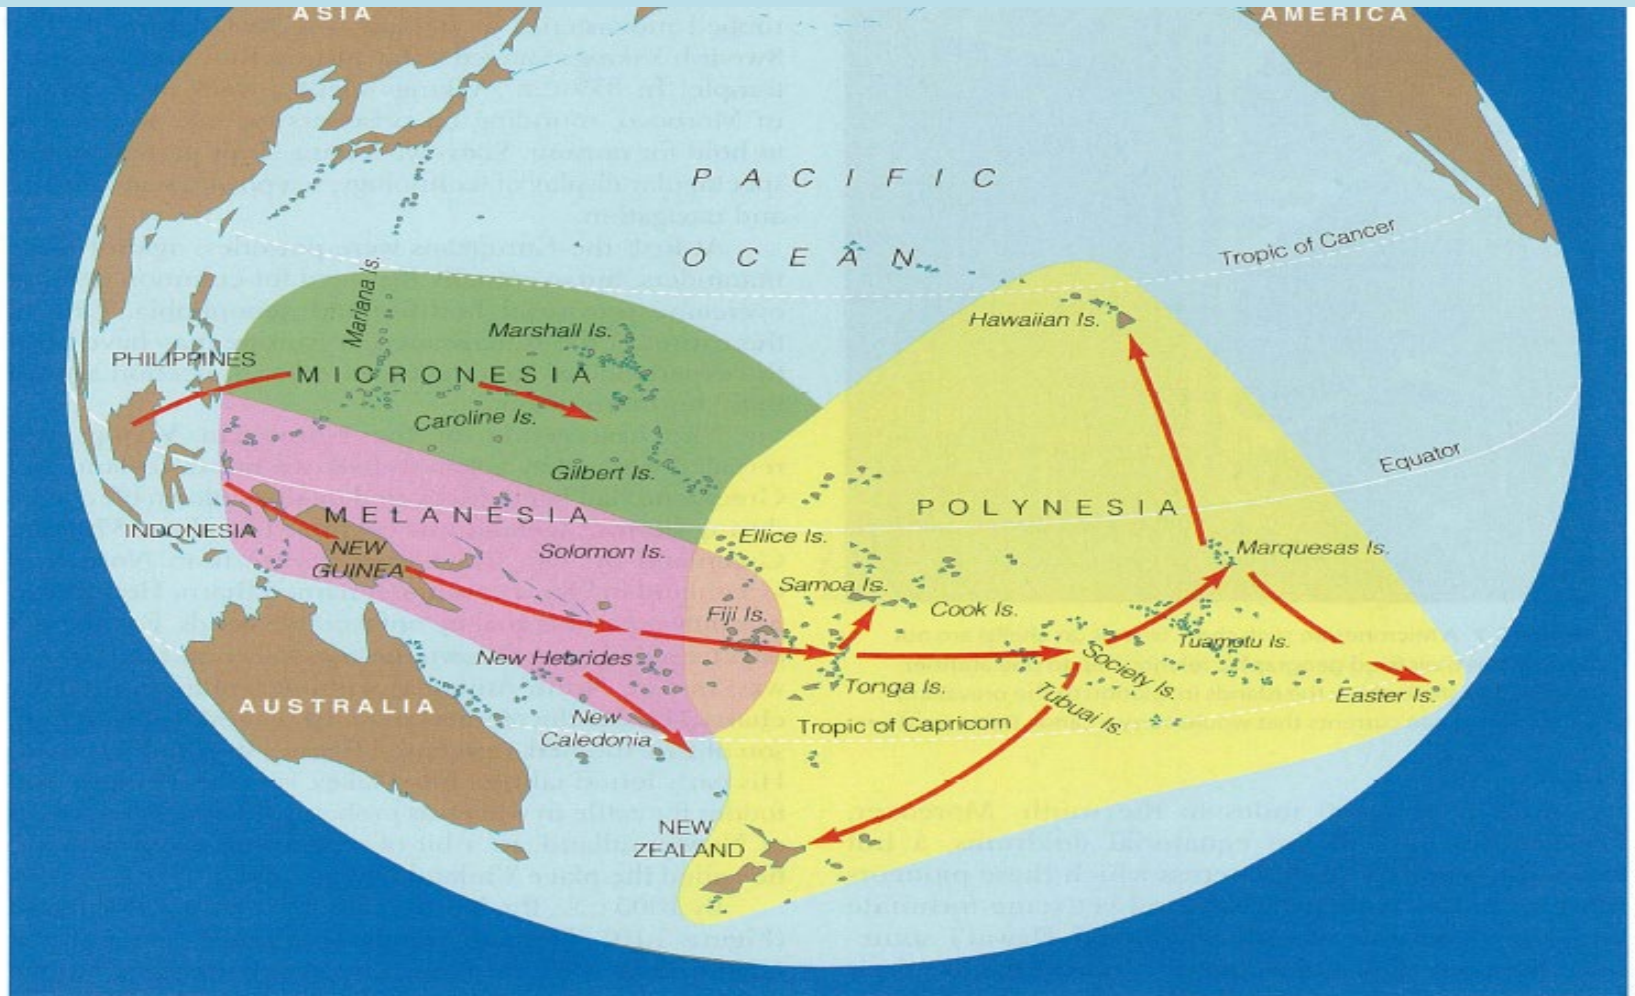 ASIA
AMERICA
PACIFIC
OCEAN
Tropic of Cancer
Mariana Is.
Marshall Is.
Hawaiian Is.
PHILIPPINES
MICRONESIA
Caroline Is.
Equator
Gilbert Is.
POLYNESIA
MELANESIA
INDONESIA
Ellice Is.
NEW
GUINEA
Solomon Is.
Marquesas Is.
Samoa Is.
Cook Is.
Fiji Is.
Tuamotu Is.
New Hebrides
Society Is.
Tonga Is.
Easter Is.
Tubuai Is.
AUSTRALIA
New
Caledonia
Tropic of Capricorn
NEW
ZEALAND